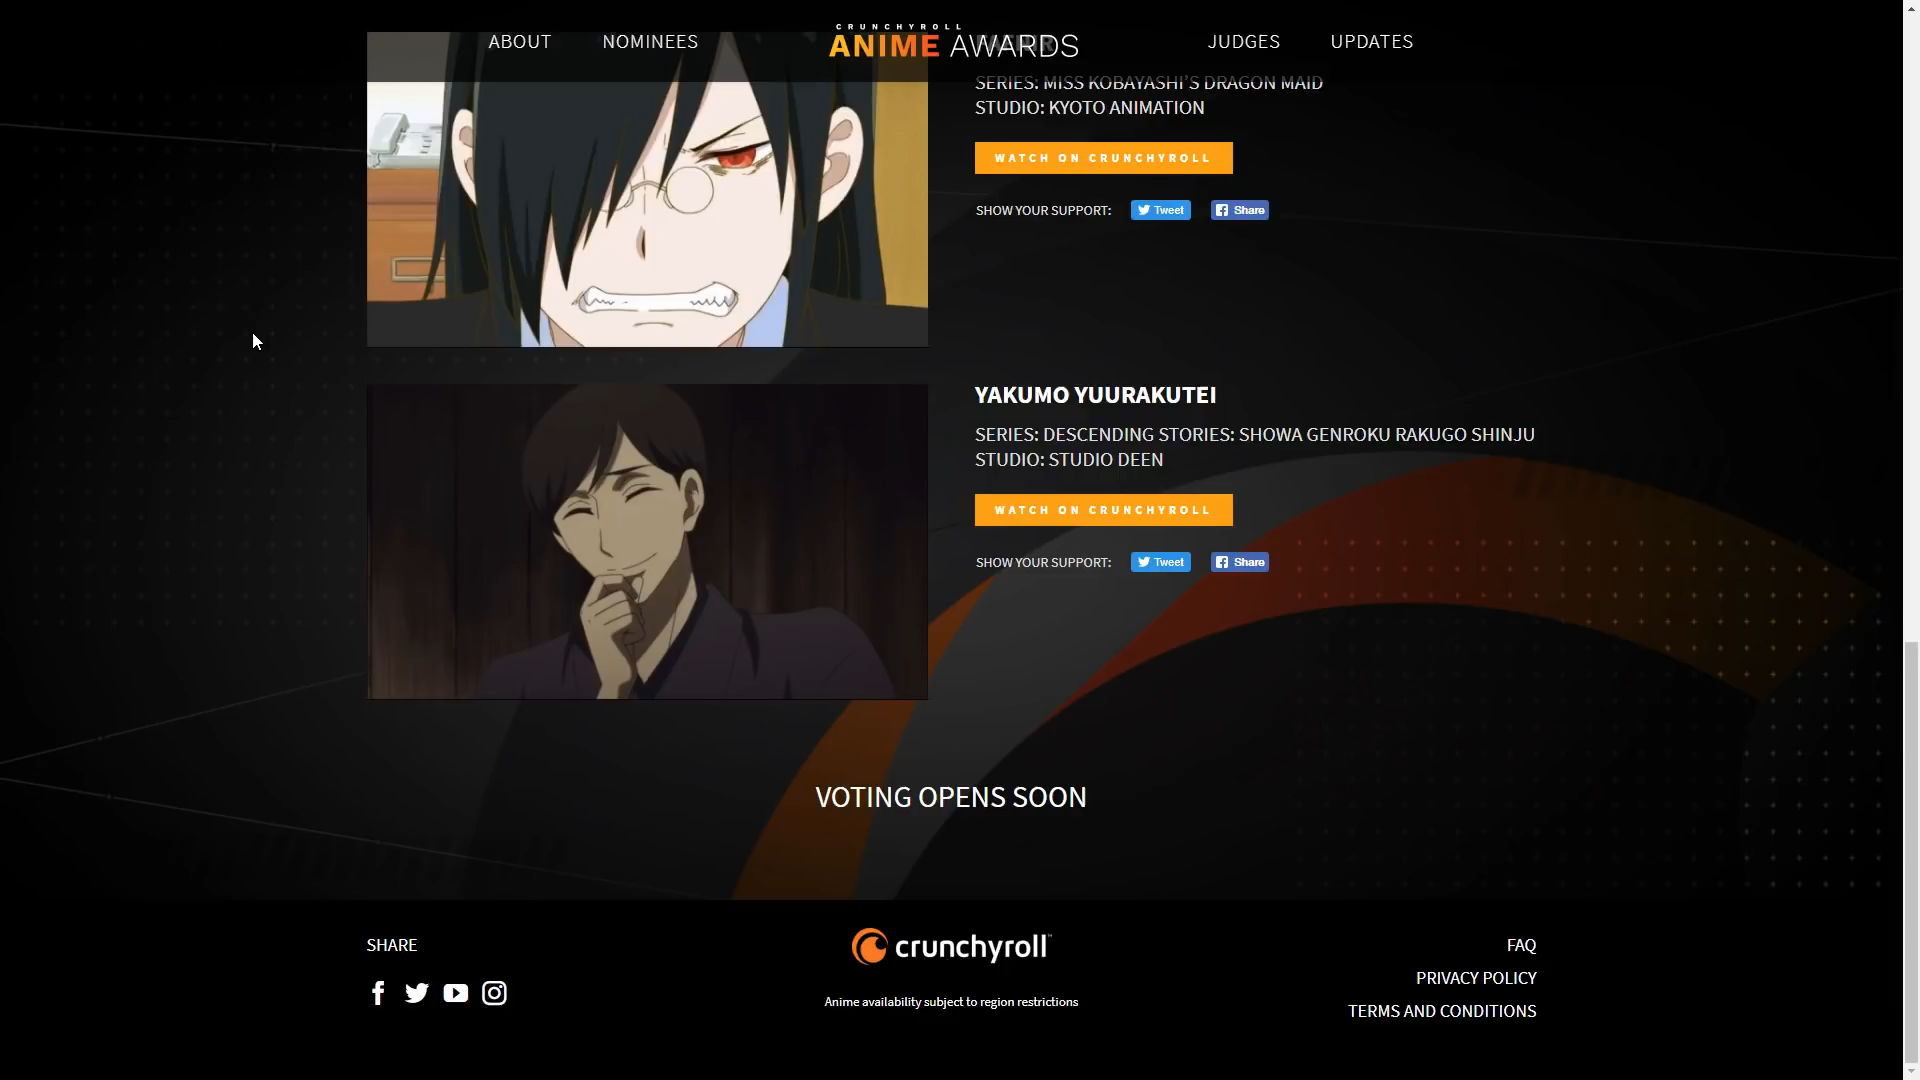 ABOUT
NOMINEES
CRUNCHYROLL
ANIME AWARDS
JUDGES
UPDATES
SERIES: MISS KOBAYASHI'S DRAGON MAID
STUDIO: KYOTO ANIMATION
WATCH ON CRUNCHYROLL
SHOW YOUR SUPPORT:
Tweet
Share
YAKUMO YUURAKUTEI
SERIES: DESCENDING STORIES: SHOWA GENROKU RAKUGO SHINJU
STUDIO: STUDIO DEEN
WATCH ON CRUNCHYROLL
SHOW YOUR SUPPORT:
Tweet
Share
VOTING OPENS SOON
SHARE
crunchyroll
Anime availability subject to region restrictions
FAQ
PRIVACY POLICY
TERMS AND CONDITIONS